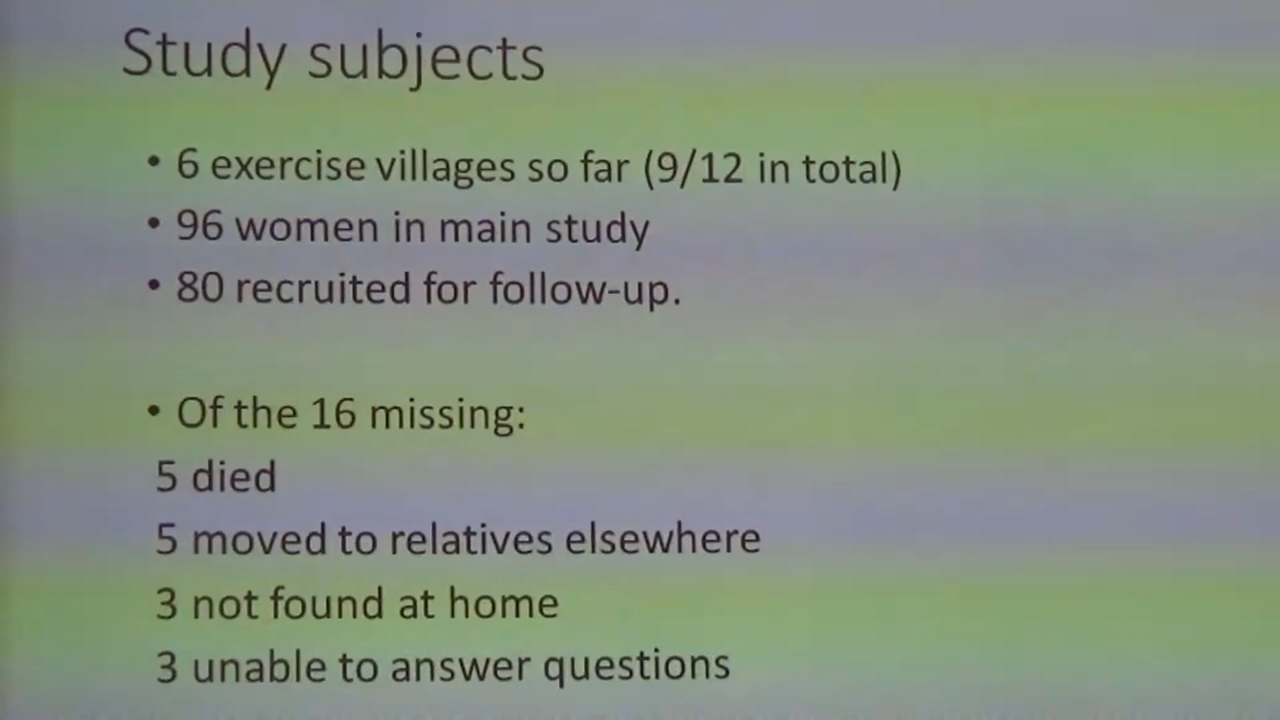 Study subjects
• 6 exercise villages so far (9/12 in total)
• 96 women in main study
• 80 recruited for follow-up.
• Of the 16 missing:
5 died
5 moved to relatives elsewhere
3 not found at home
3 unable to answer questions